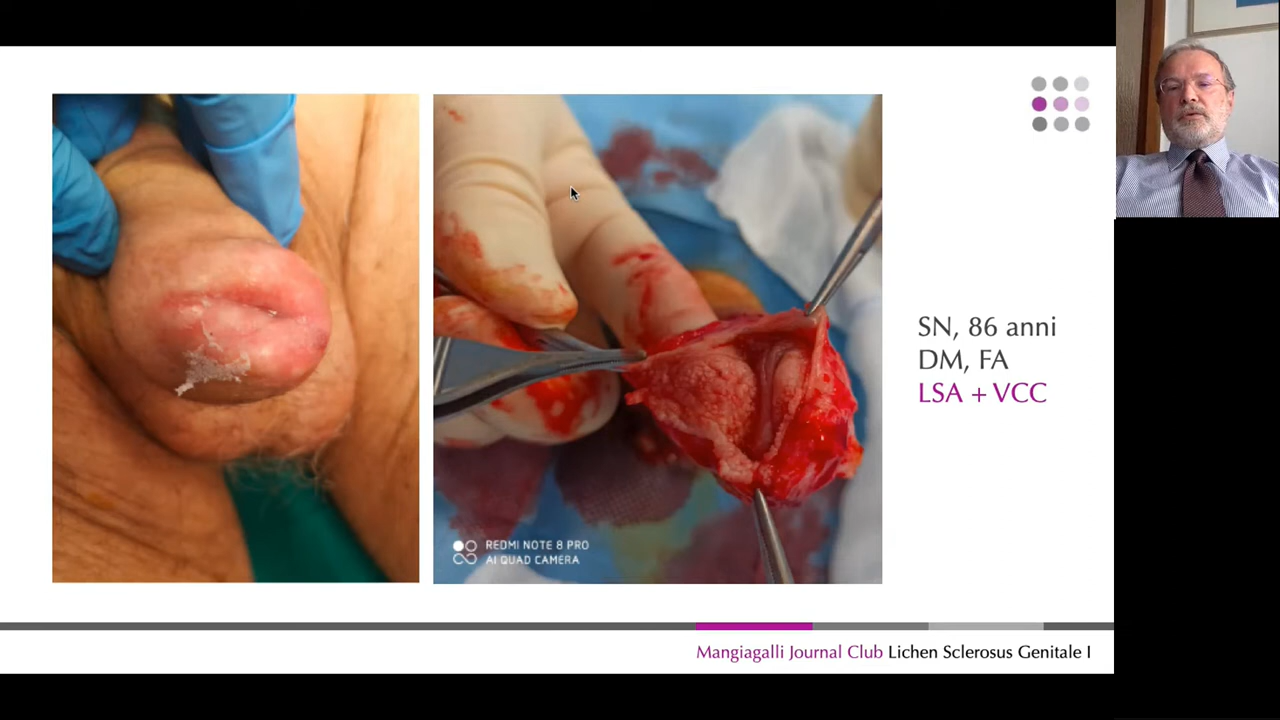 SN, 86 anni
DM, FA
LSA + VCC
REDMI NOTE 8 PRO
AI QUAD CAMERA
Mangiagalli Journal Club Lichen Sclerosus Genitale I